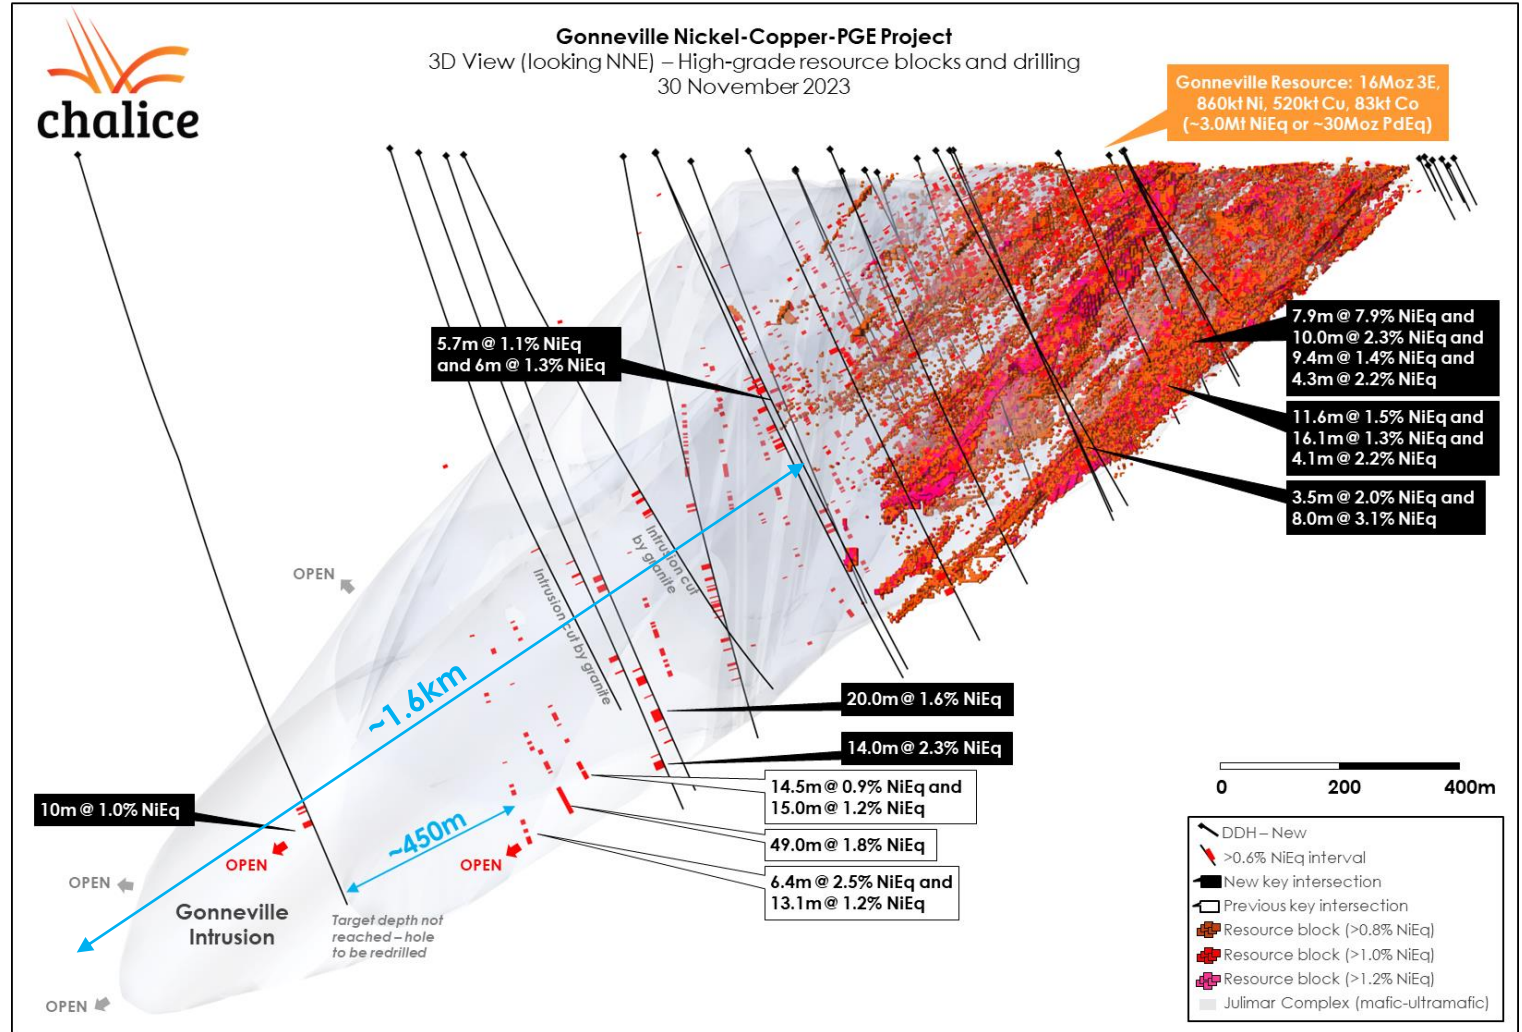 chalice
Gonneville Nickel-Copper-PGE Project
3D View (looking NNE) – High-grade resource blocks and drilling
30 November 2023
Gonneville Resource: 16Moz 3E,
860kt Ni, 520kt Cu, 83kt Co
(~3.0Mt NiEq or ~30Moz PdEq)
5.7m @ 1.1% NiEq
and 6m @ 1.3% NiEq
7.9m @ 7.9% NiEq and
10.0m @ 2.3% NiEq and
9.4m @ 1.4% NiEq and
4.3m @ 2.2% NiEq
11.6m @ 1.5% NiEq and
16.1m @ 1.3% NiEq and
4.1m @ 2.2% NiEq
3.5m @ 2.0% NiEq and
8.0m @ 3.1% NiEq
OPEN
Intrusion cut
by granite
Intrusion cut by granite
~1.6km
20.0m @ 1.6% NiEq
14.0m @ 2.3% NiEq
14.5m @ 0.9% NiEq and
15.0m @ 1.2% NiEq
49.0m @ 1.8% NiEq
6.4m @ 2.5% NiEq and
13.1m @ 1.2% NiEq
10m @ 1.0% NiEq
~450m
OPEN
OPEN
OPEN
Gonneville
Intrusion
Target depth not
reached – hole
to be redrilled
OPEN
0 200 400m
DDH – New
>0.6% NiEq interval
New key intersection
Previous key intersection
Resource block (>0.8% NiEq)
Resource block (>1.0% NiEq)
Resource block (>1.2% NiEq)
Julimar Complex (mafic-ultramafic)